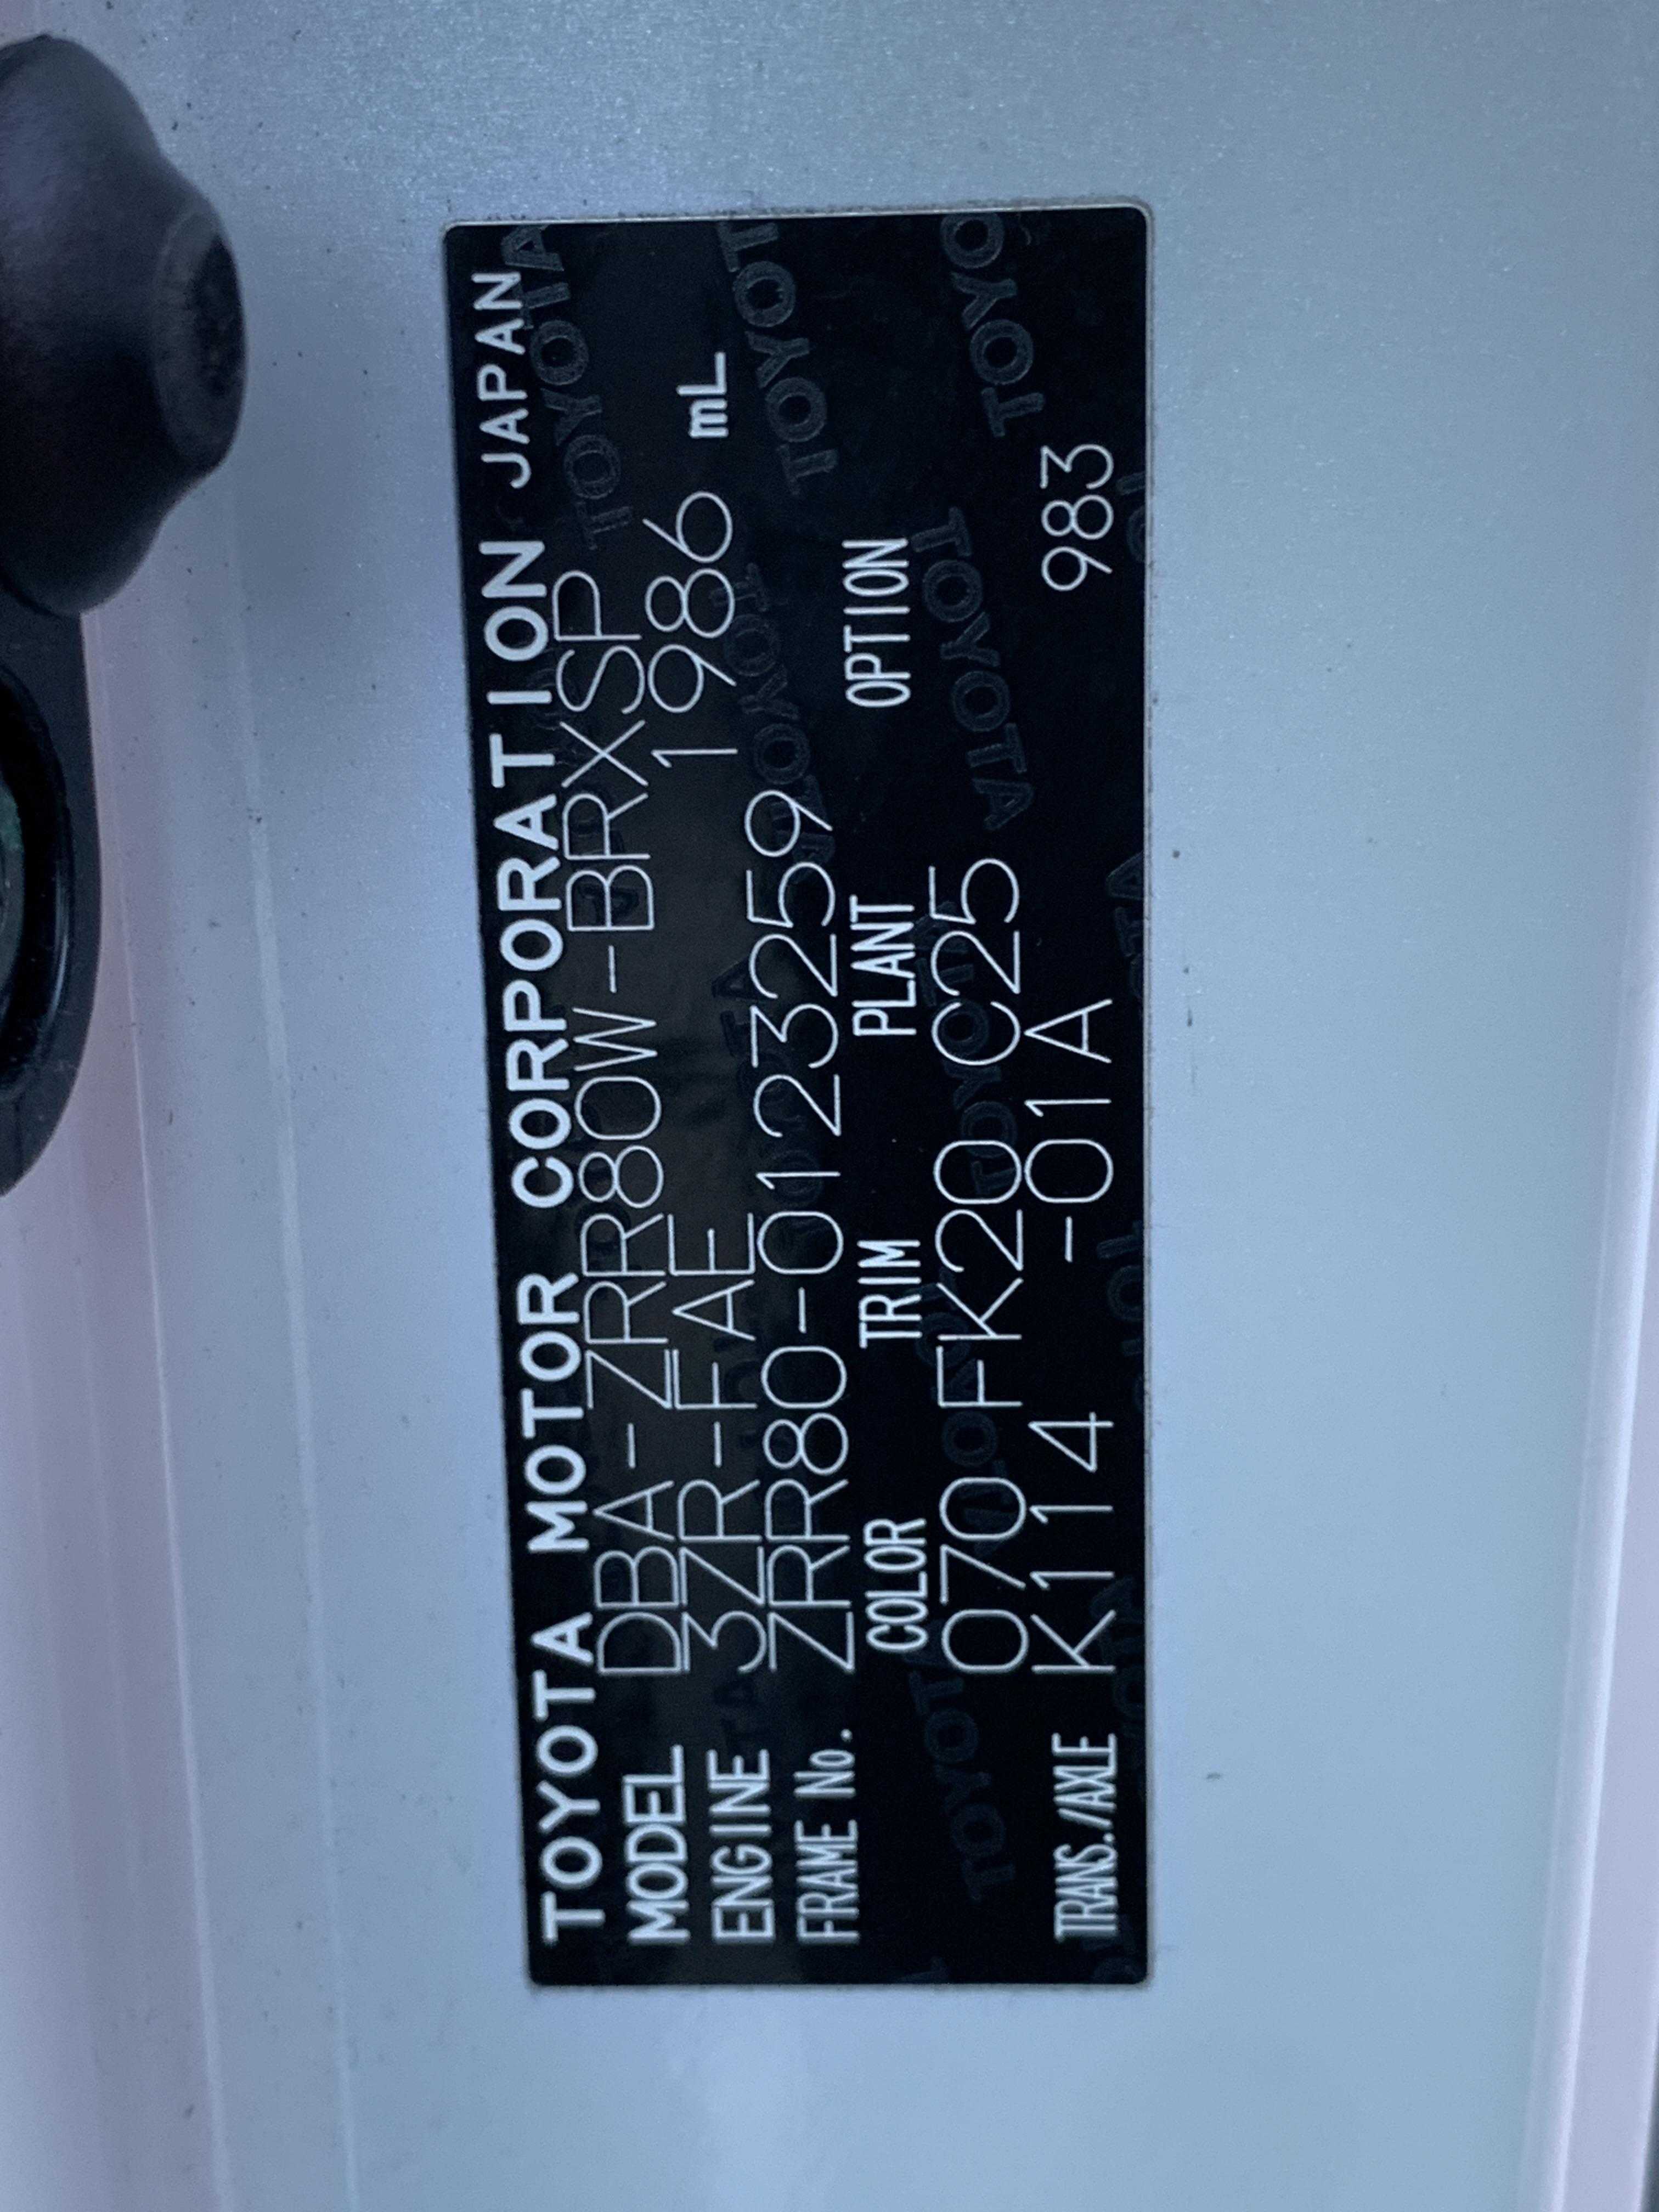 TOYOTA MOTOR CORPORATION JAPAN
MODEL DBA-ZRR80W-BRXSP
ENGINE 3ZR-FAE 1986 mL
FRAME No. ZRR80-0123259
COLOR TRIM PLANT OPTION
070 FK20 C25
TRANS./AXLE K114 -01A 983